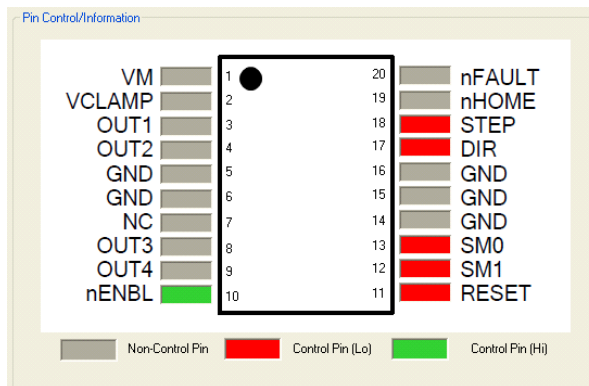 Pin Control/Information
VM 1 20 nFAULT
VCLAMP 2 19 nHOME
OUT1 3 18 STEP
OUT2 4 17 DIR
GND 5 16 GND
GND 6 15 GND
NC 7 14 GND
OUT3 8 13 SM0
OUT4 9 12 SM1
nENBL 10 11 RESET
Non-Control Pin Control Pin (Lo) Control Pin (Hi)